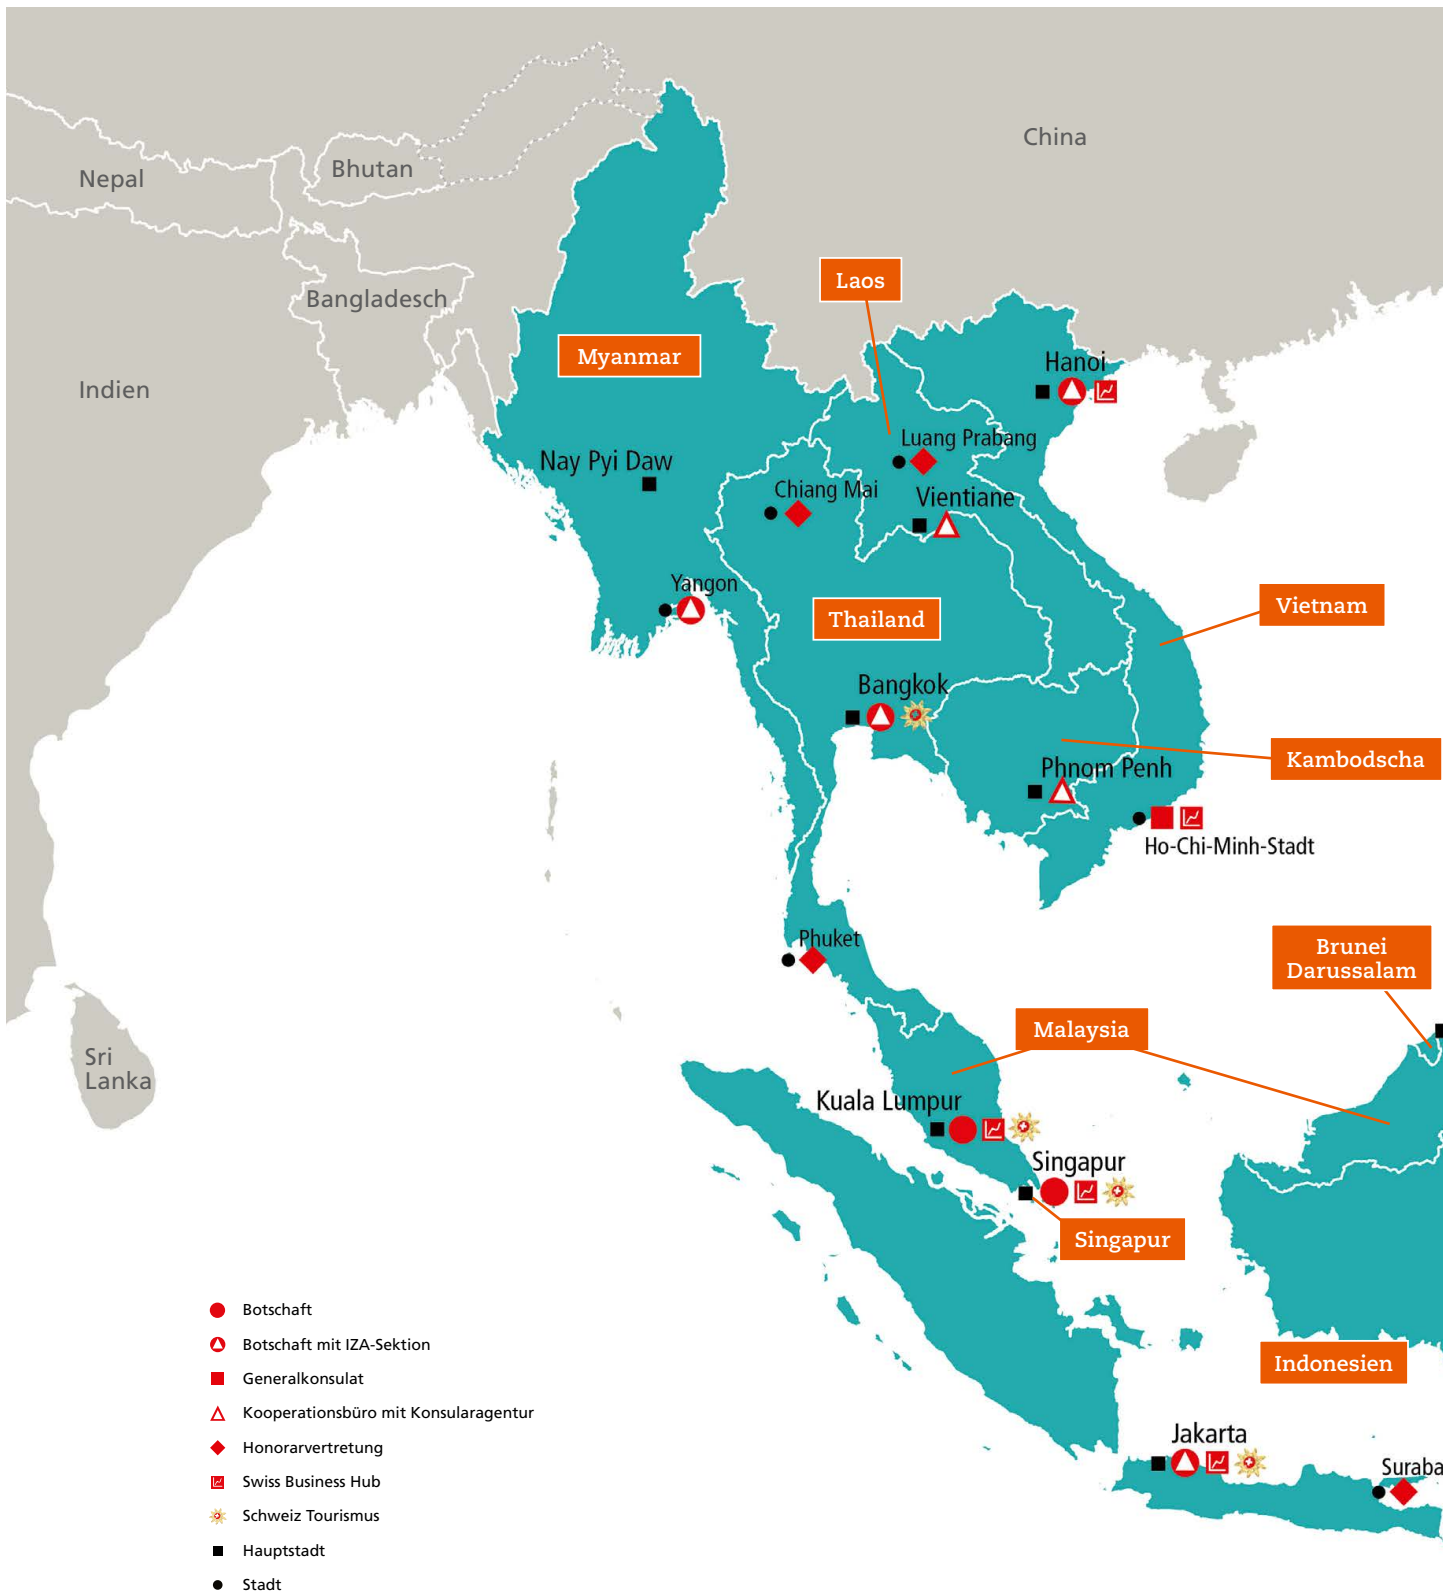 China
Bhutan
Nepal
Laos
Bangladesch
Myanmar
Hanoi
Indien
Luang Prabang
Nay Pyi Daw
Chiang Mai
Vientiane
Yangon
Vietnam
Thailand
Bangkok
Kambodscha
Phnom Penh
Ho-Chi-Minh-Stadt
Phuket
Brunei
Darussalam
Malaysia
Sri
Lanka
Kuala Lumpur
Singapur
Singapur
Botschaft
Botschaft mit IZA-Sektion
Indonesien
Generalkonsulat
Kooperationsbüro mit Konsularagentur
Jakarta
Honorarvertretung
Suraba
Swiss Business Hub
Schweiz Tourismus
Hauptstadt
Stadt